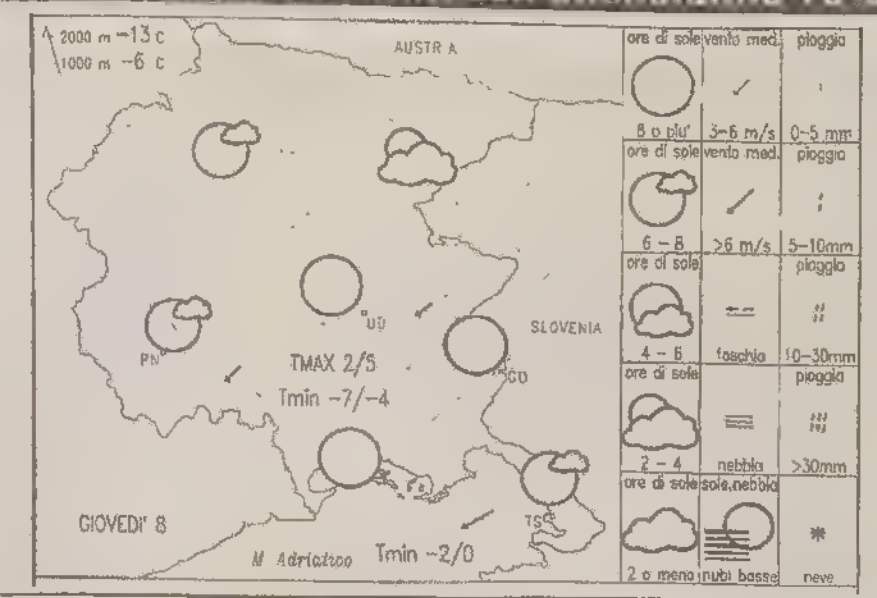 2000 m -13 c
1000 m -6 c
AUSTR A
SLOVENIA
°UD
PN°
TMAX 2/5
Tmin -7/-4
GO
TS
GIOVEDI' 8
M Adriatico
Tmin -2/0
ore di sole vento med. pioggia
8 o piu' 3-6 m/s 0-5 mm
ore di sole vento med. pioggia
6 - 8 >6 m/s 5-10mm
ore di sole pioggia
4 - 6 foschia 10-30mm
ore di sole pioggia
2 - 4 nebbia >30mm
ore di sole sole,nebbia
2 o meno nubi basse neve